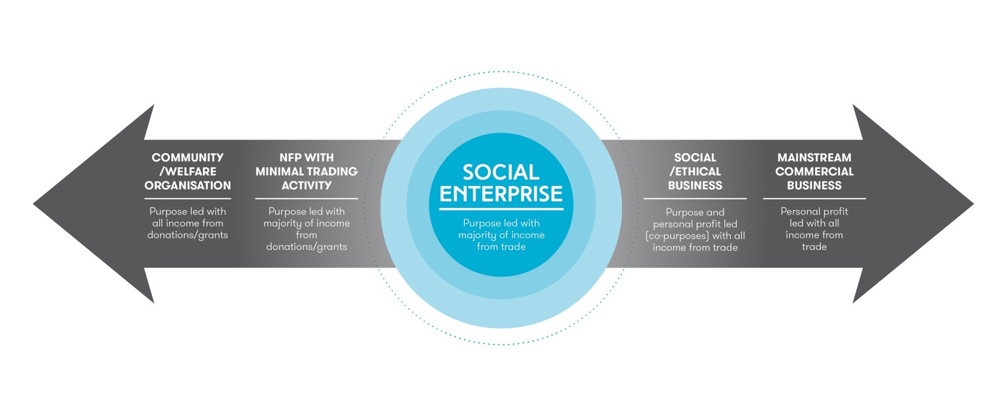 COMMUNITY
/WELFARE
ORGANISATION
Purpose led with
all income from
donations/grants
NFP WITH
MINIMAL TRADING
ACTIVITY
Purpose led with
majority of income
from
donations/grants
SOCIAL
ENTERPRISE
Purpose led with
majority of income
from trade
SOCIAL
/ETHICAL
BUSINESS
Purpose and
personal profit led
(co-purposes) with all
income from trade
MAINSTREAM
COMMERCIAL
BUSINESS
Personal profit
led with all
income from
trade